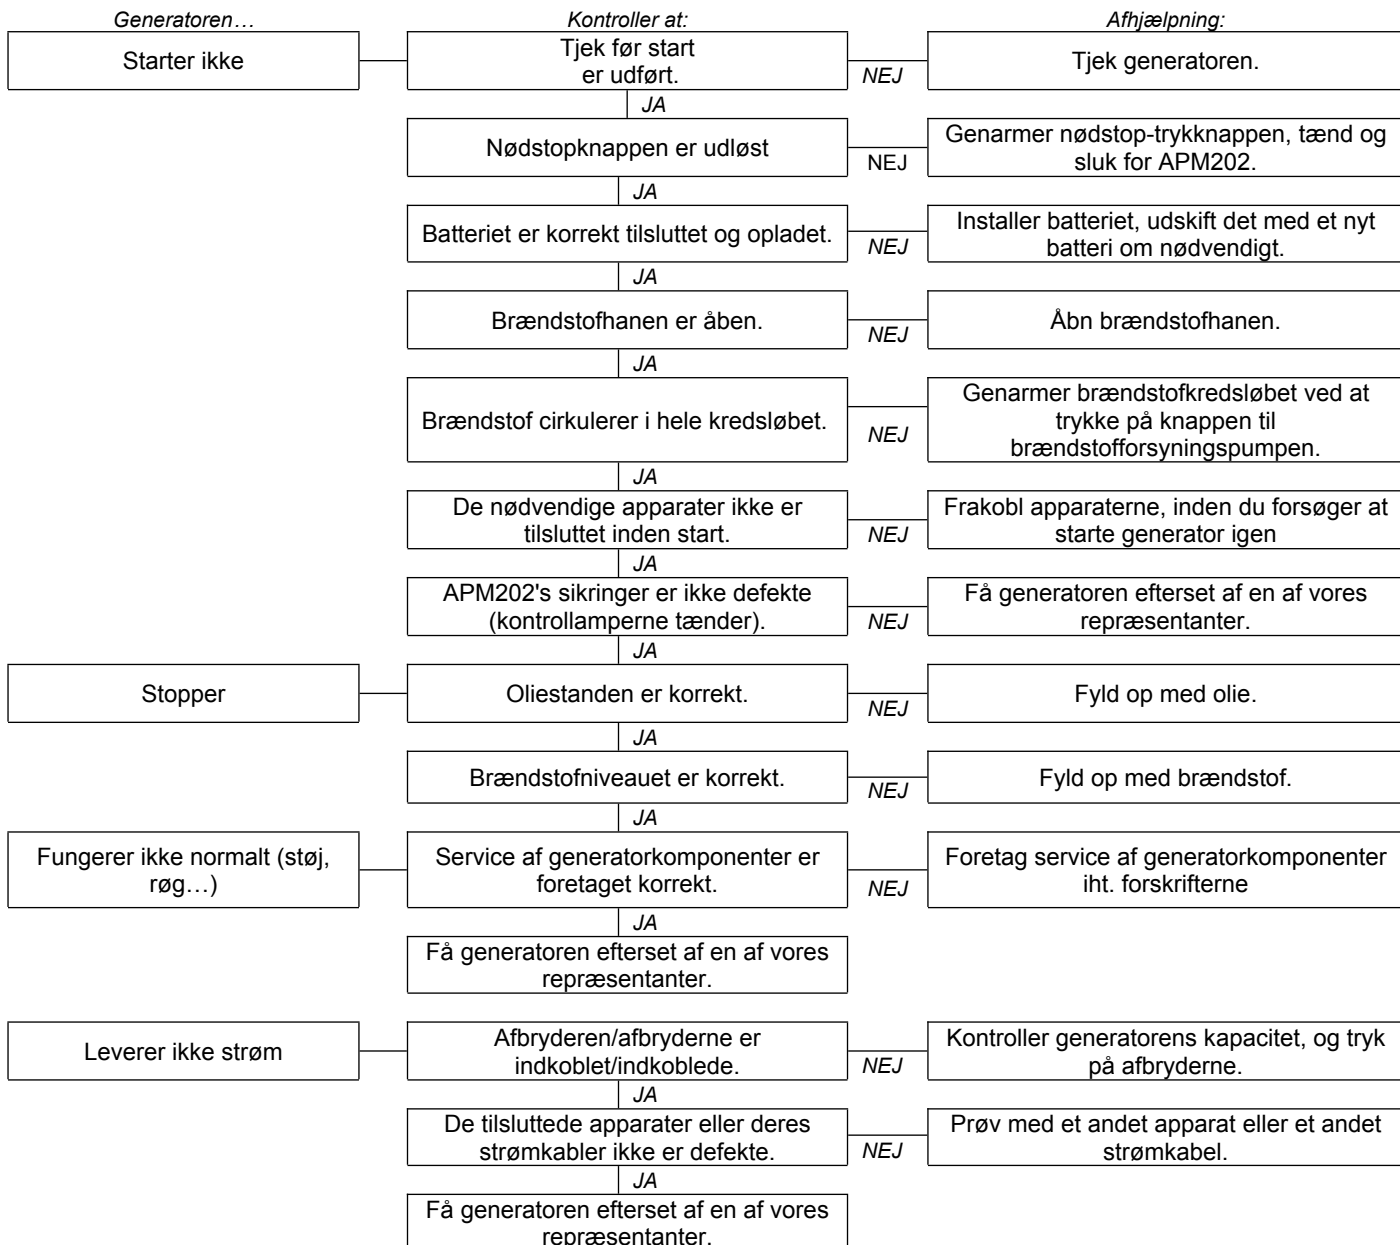 Generatoren…
Kontroller at:
Afhjælpning:
Starter ikke
Tjek før start
er udført.
NEJ
Tjek generatoren.
JA
Nødstopknappen er udløst
NEJ
Genarmer nødstop-trykknappen, tænd og
sluk for APM202.
JA
Batteriet er korrekt tilsluttet og opladet.
NEJ
Installer batteriet, udskift det med et nyt
batteri om nødvendigt.
JA
Brændstofhanen er åben.
NEJ
Åbn brændstofhanen.
JA
Brændstof cirkulerer i hele kredsløbet.
NEJ
Genarmer brændstofkredsløbet ved at
trykke på knappen til
brændstofforsyningspumpen.
JA
De nødvendige apparater ikke er
tilsluttet inden start.
NEJ
Frakobl apparaterne, inden du forsøger at
starte generator igen
JA
APM202's sikringer er ikke defekte
(kontrollamperne tænder).
NEJ
Få generatoren efterset af en af vores
repræsentanter.
JA
Stopper
Oliestanden er korrekt.
NEJ
Fyld op med olie.
JA
Brændstofniveauet er korrekt.
NEJ
Fyld op med brændstof.
JA
Fungerer ikke normalt (støj,
røg…)
Service af generatorkomponenter er
foretaget korrekt.
NEJ
Foretag service af generatorkomponenter
iht. forskrifterne
JA
Få generatoren efterset af en af vores
repræsentanter.
Leverer ikke strøm
Afbryderen/afbryderne er
indkoblet/indkoblede.
NEJ
Kontroller generatorens kapacitet, og tryk
på afbryderne.
JA
De tilsluttede apparater eller deres
strømkabler ikke er defekte.
NEJ
Prøv med et andet apparat eller et andet
strømkabel.
JA
Få generatoren efterset af en af vores
repræsentanter.